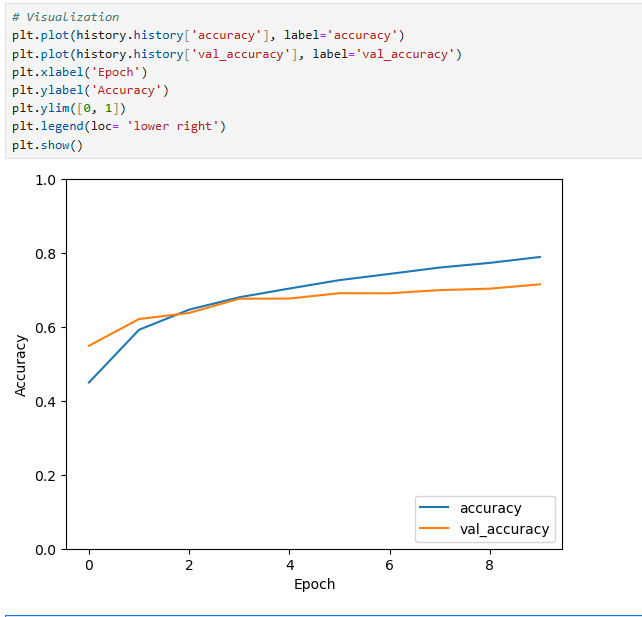 # Visualization
plt.plot(history.history['accuracy'], label='accuracy')
plt.plot(history.history['val_accuracy'], label='val_accuracy')
plt.xlabel('Epoch')
plt.ylabel('Accuracy')
plt.ylim([0, 1])
plt.legend(loc= 'lower right')
plt.show()
1.0
0.8
0.6
0.4
0.2
0.0
Accuracy
accuracy
val_accuracy
0 2 4 6 8
Epoch